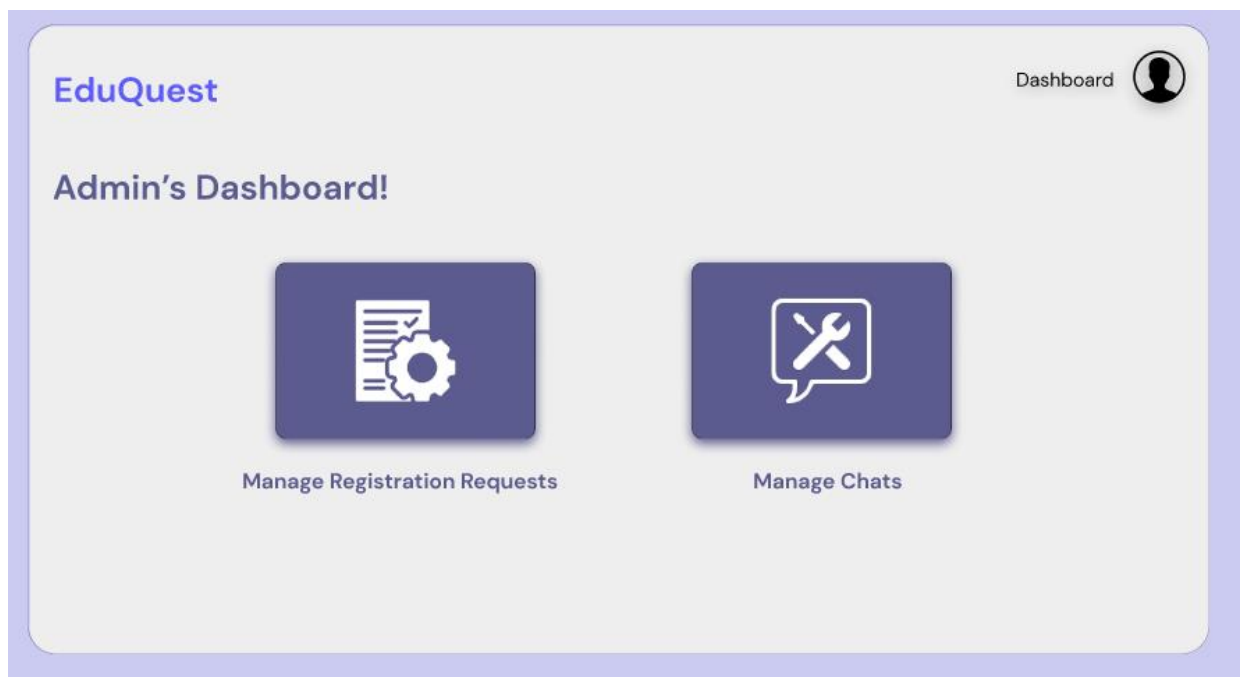 EduQuest
Dashboard
Admin’s Dashboard!
Manage Registration Requests
Manage Chats